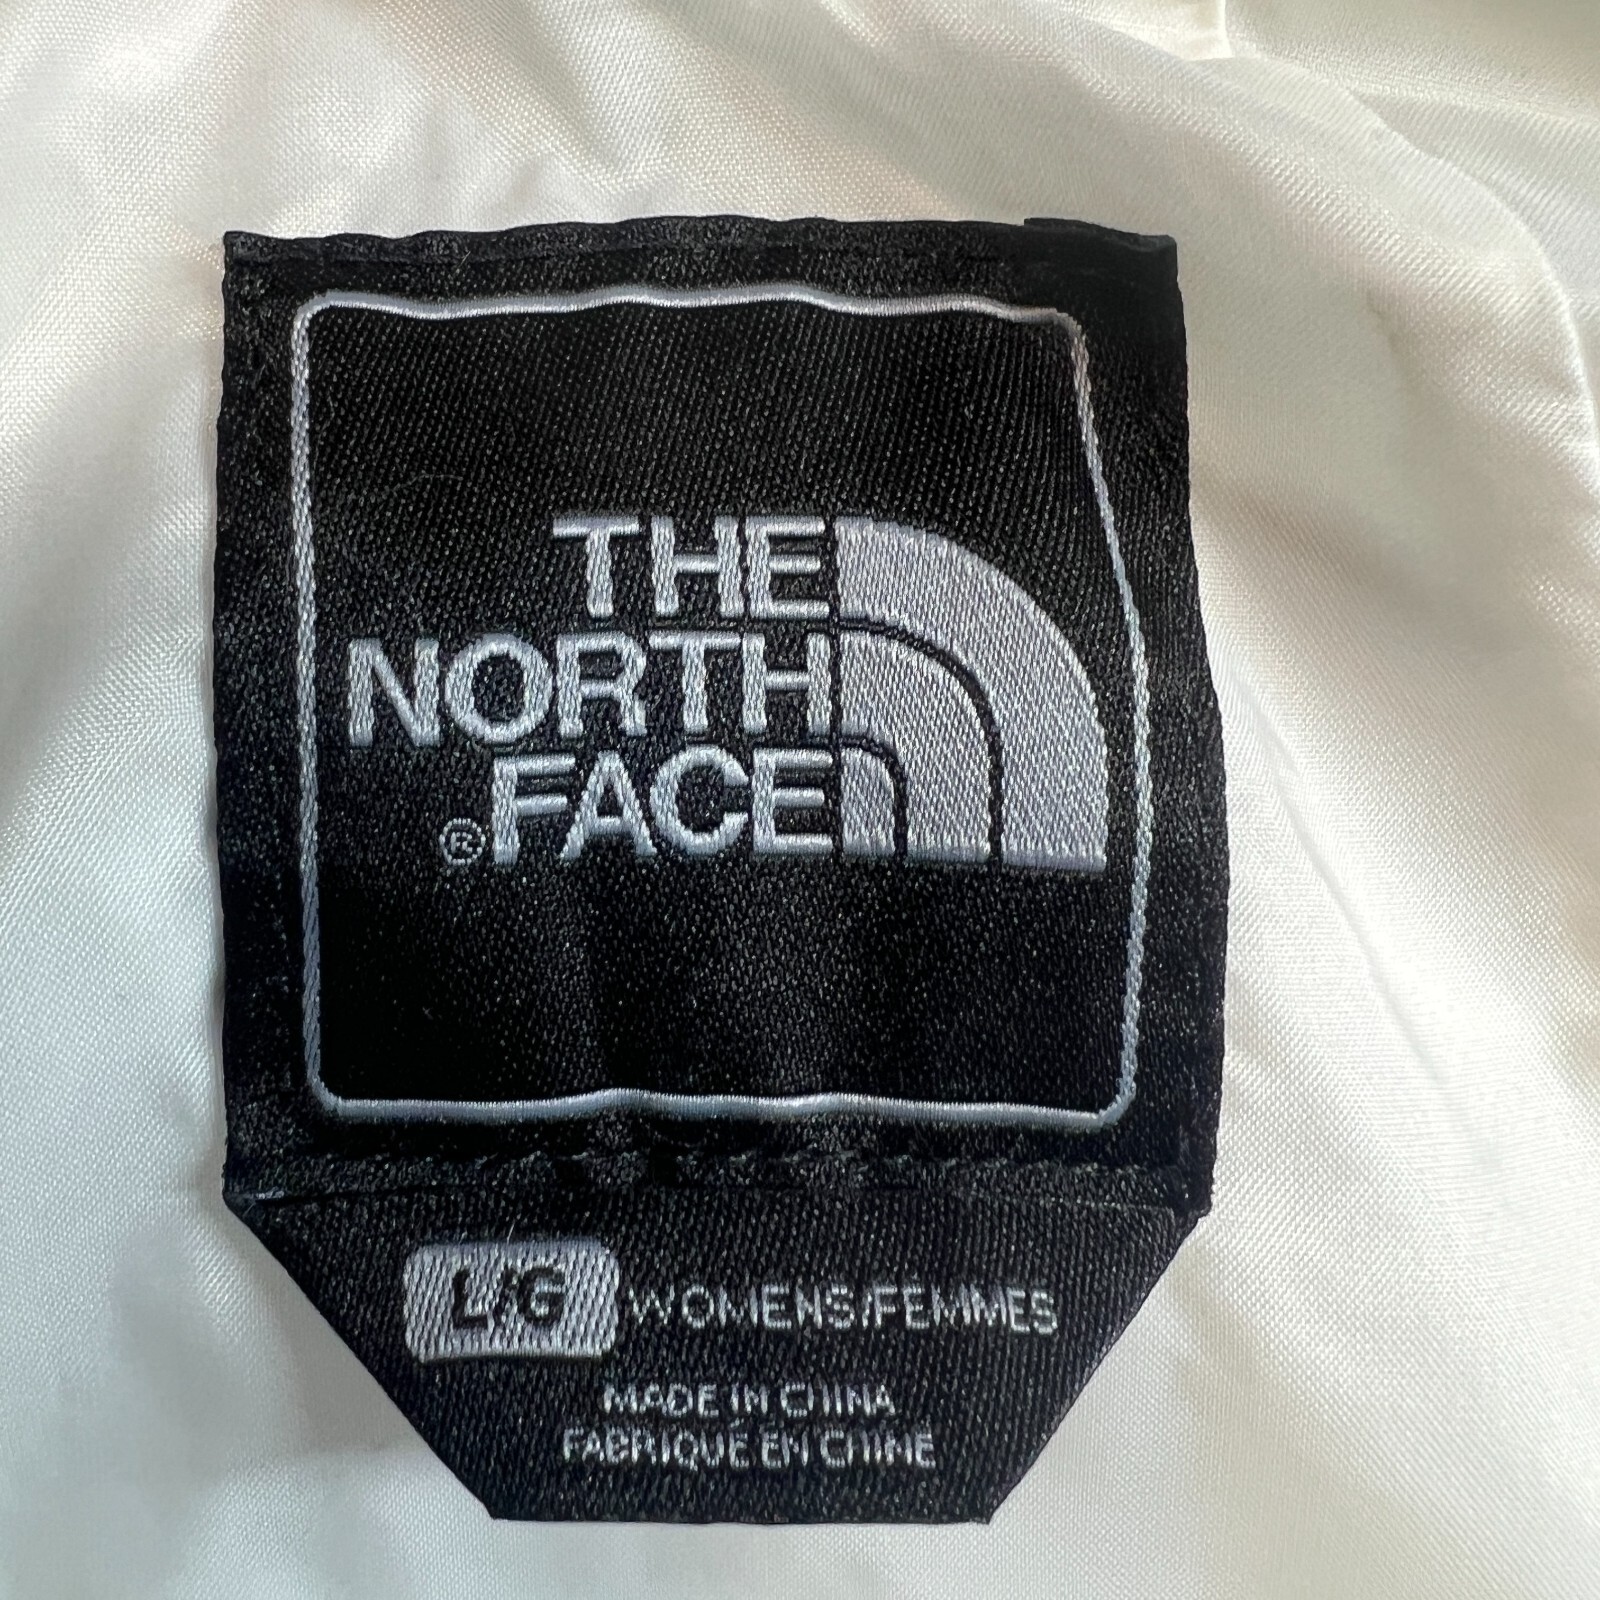 THE
NORTH
®FACE
L/G WOMENS/FEMMES
MADE IN CHINA
FABRIQUÉ EN CHINE